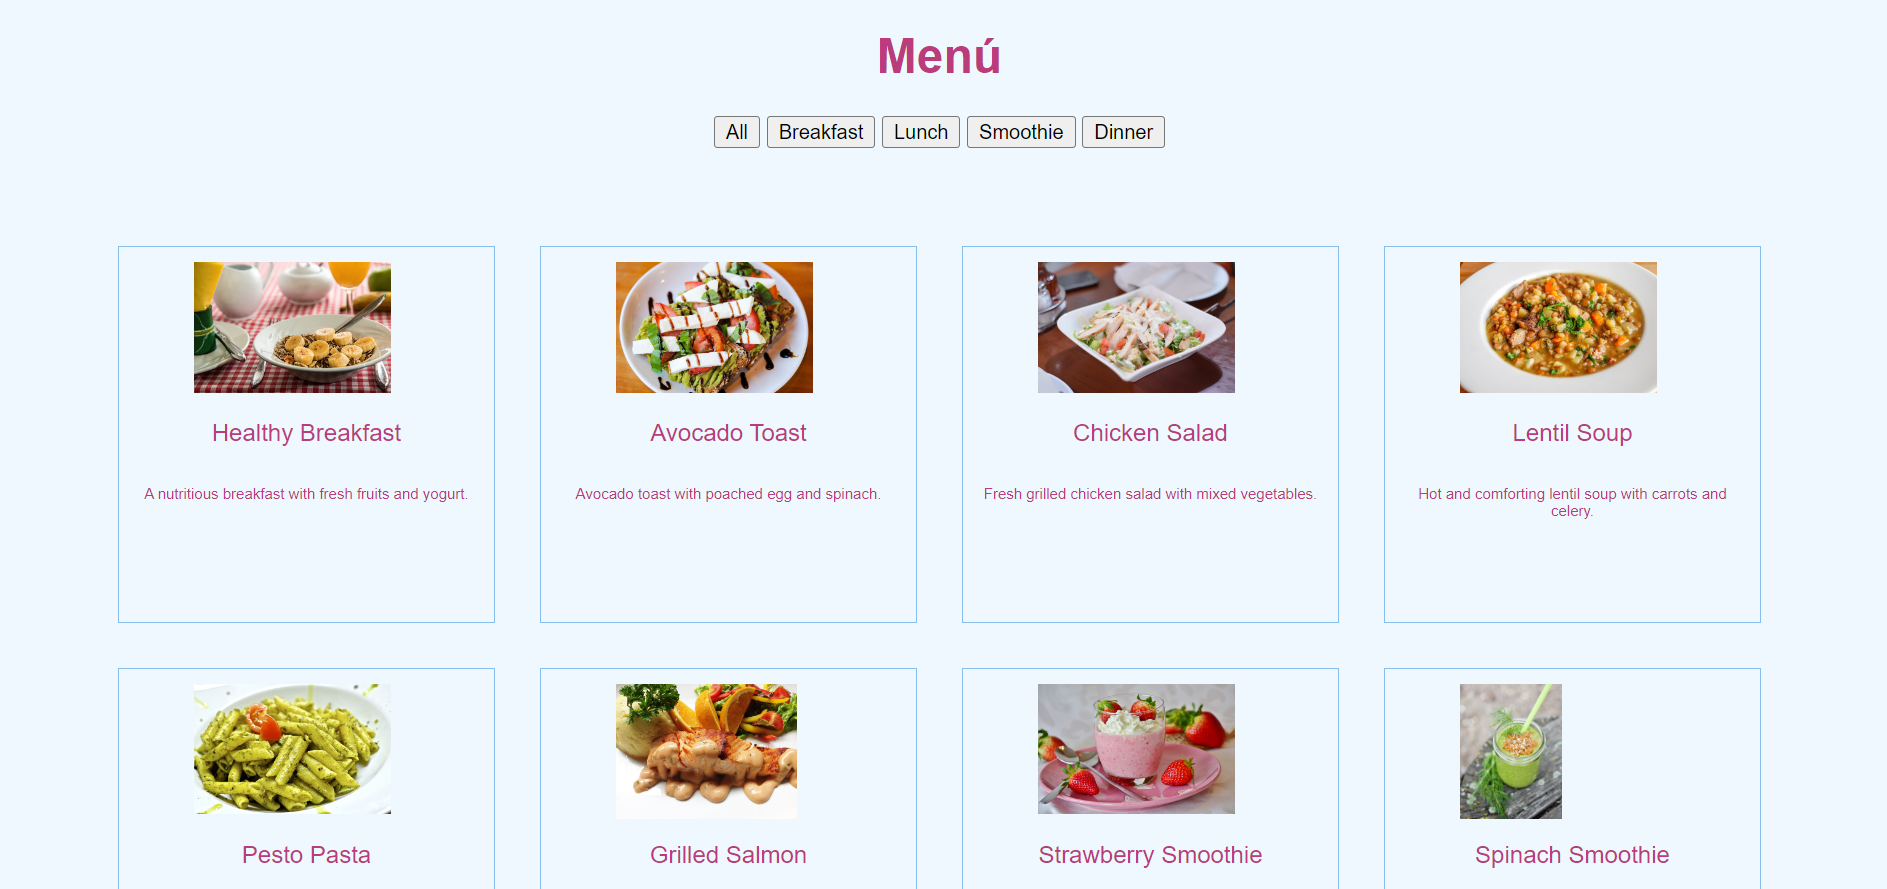 Menú
All Breakfast Lunch Smoothie Dinner
Healthy Breakfast
A nutritious breakfast with fresh fruits and yogurt.
Avocado Toast
Avocado toast with poached egg and spinach.
Chicken Salad
Fresh grilled chicken salad with mixed vegetables.
Lentil Soup
Hot and comforting lentil soup with carrots and
celery.
Pesto Pasta
Grilled Salmon
Strawberry Smoothie
Spinach Smoothie